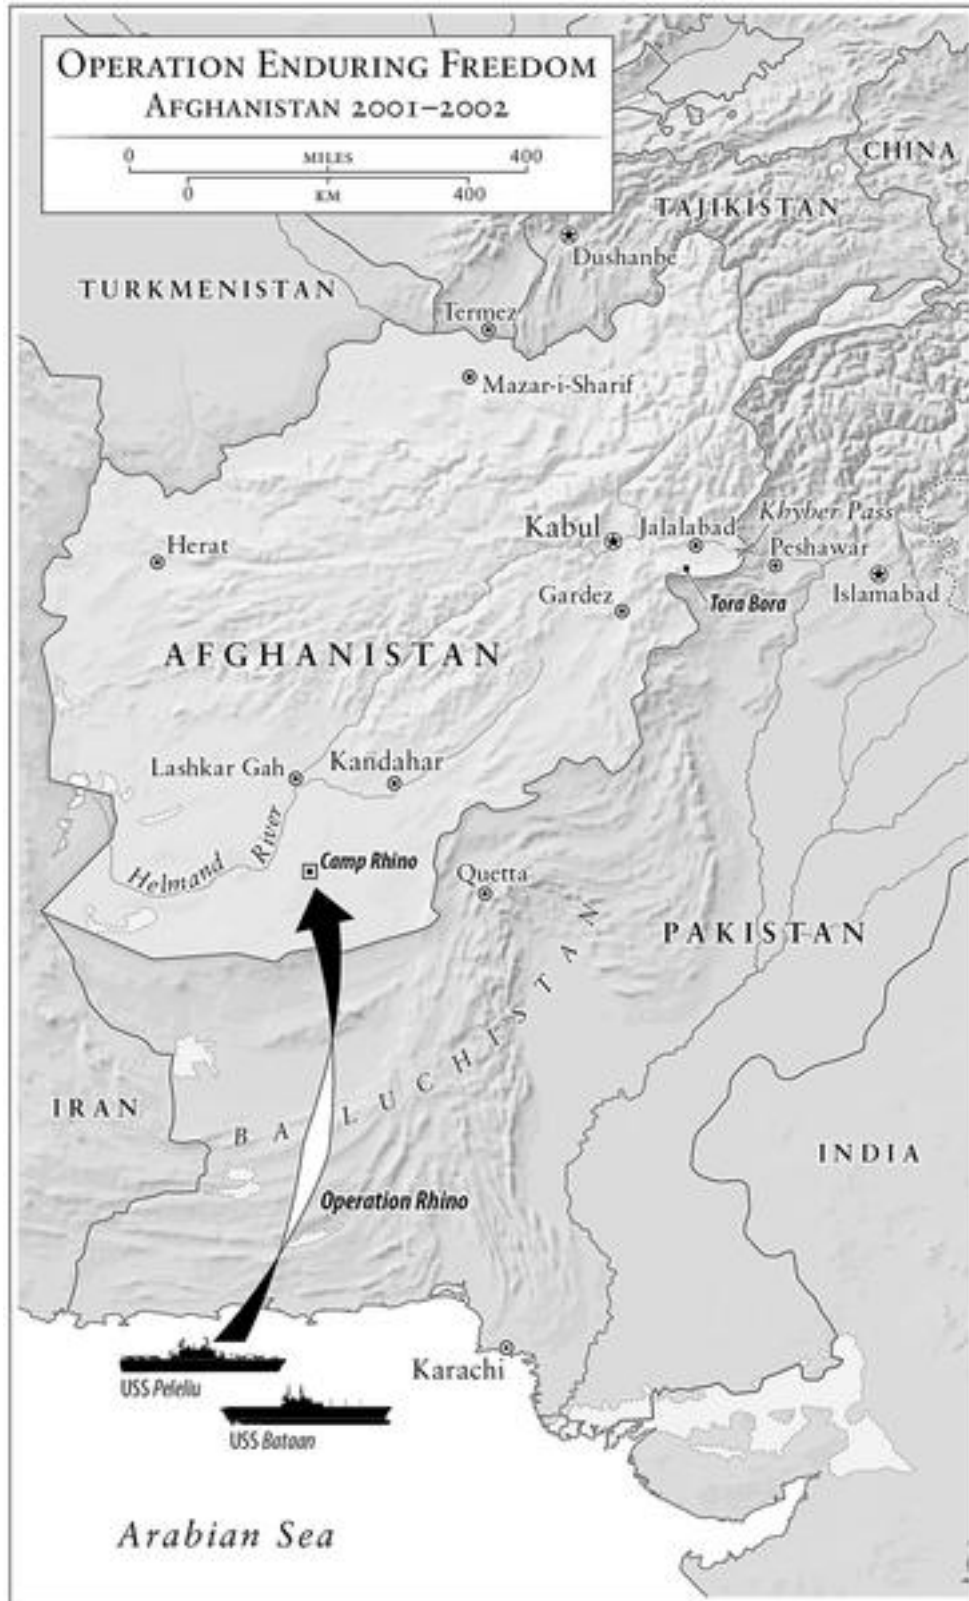 OPERATION ENDURING FREEDOM
AFGHANISTAN 2001–2002
0 MILES 400
0 KM 400
CHINA
TAJIKISTAN
Dushanbe
TURKMENISTAN
Termez
Mazar-i-Sharif
Khyber Pass
Kabul
Jalalabad
Herat
Peshawar
Islamabad
Gardez
Tora Bora
AFGHANISTAN
Lashkar Gah
Kandahar
Helmand River
Camp Rhino
Quetta
PAKISTAN
BALUCHISTAN
IRAN
INDIA
Operation Rhino
Karachi
USS Peleliu
USS Bataan
Arabian Sea